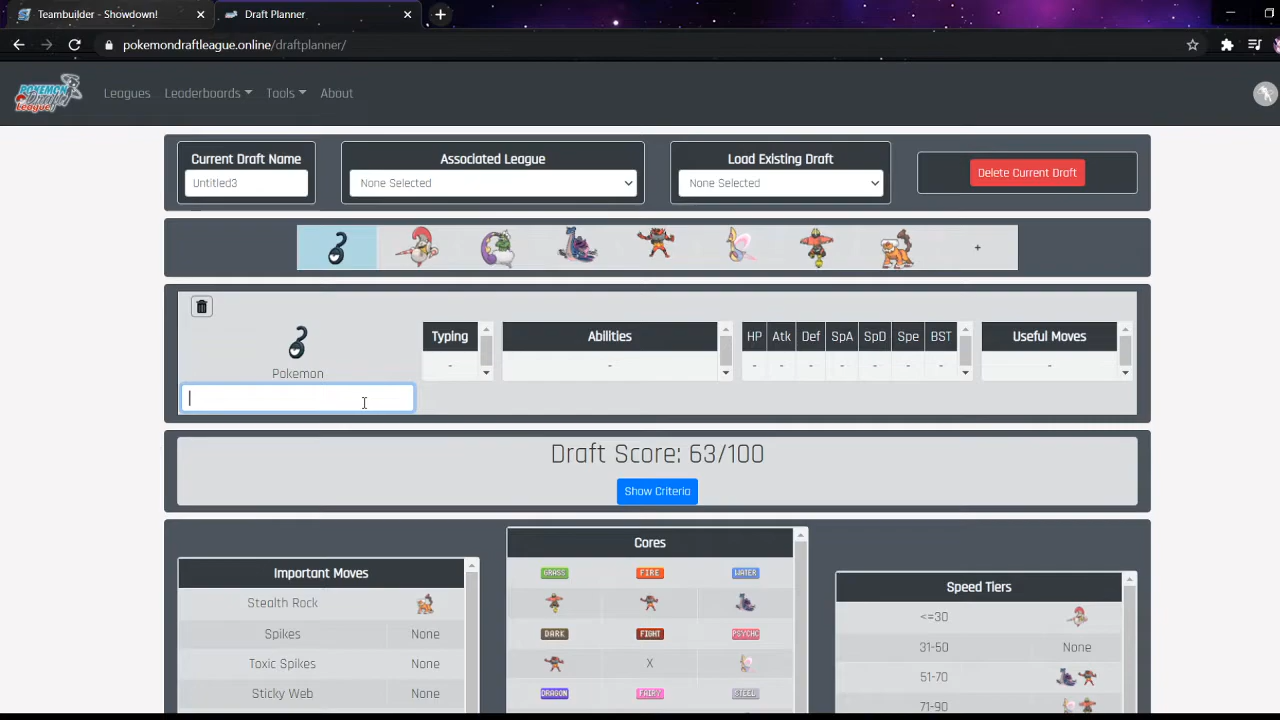 Teambuilder - Showdown!
Draft Planner
pokemondraftleague.online/draftplanner/
POKEMON
DRAFT
LEAGUE!
Leagues
Leaderboards
Tools
About
Current Draft Name
Untitled3
Associated League
None Selected
Load Existing Draft
None Selected
Delete Current Draft
+
Pokemon
Typing
-
Abilities
-
HP Atk Def SpA SpD Spe BST
- - - - - - -
Useful Moves
-
Draft Score: 63/100
Show Criteria
Important Moves
Stealth Rock
Spikes None
Toxic Spikes None
Sticky Web None
Cores
GRASS FIRE WATER
DARK FIGHT PSYCHC
X
DRAGON FAIRY STEEL
Speed Tiers
<=30
31-50 None
51-70
71-90